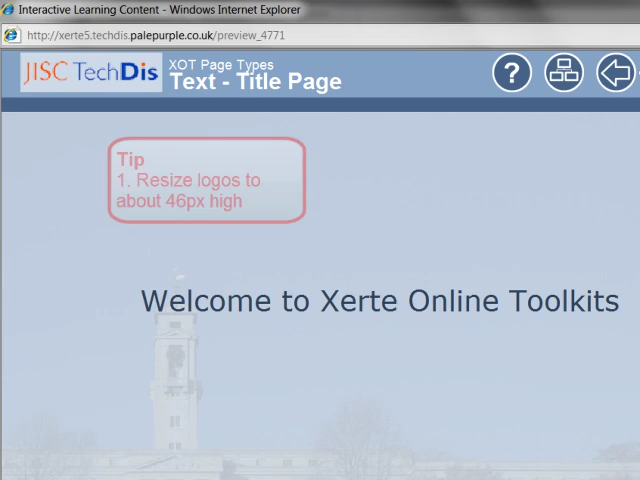 Interactive Learning Content - Windows Internet Explorer
http://xerte5.techdis.palepurple.co.uk/preview_4771
JISC TechDis
XOT Page Types
Text - Title Page
?
Tip
1. Resize logos to
about 46px high
Welcome to Xerte Online Toolkits